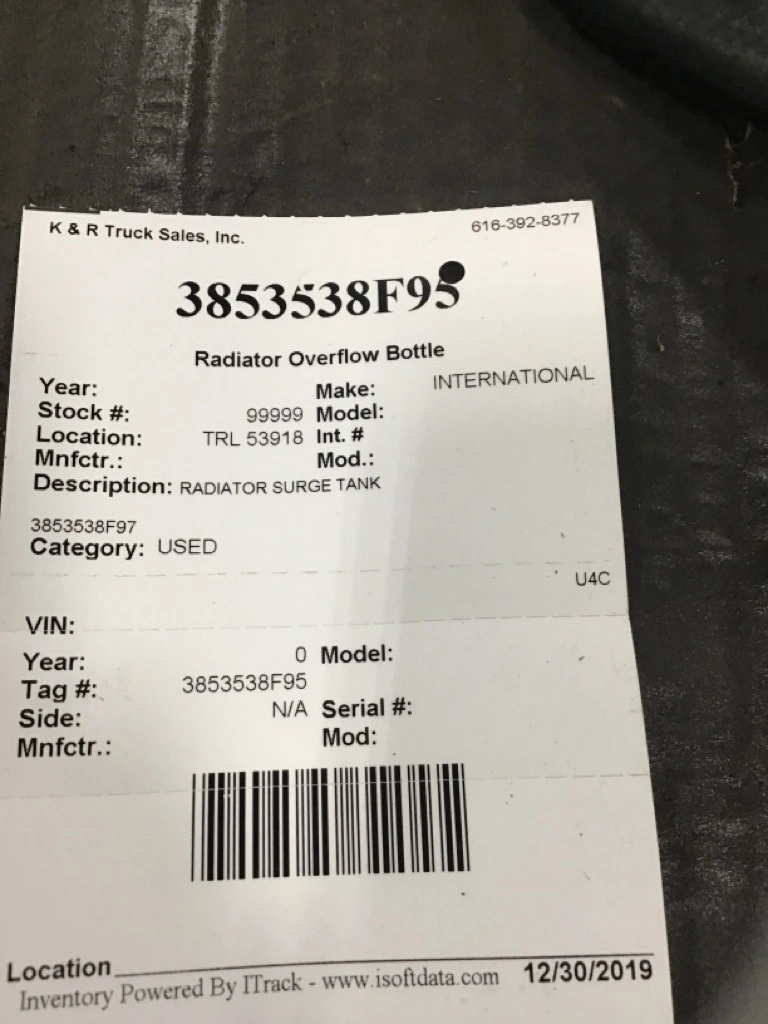 K & R Truck Sales, Inc. 616-392-8377
3853538F95
Radiator Overflow Bottle
Year: Make: INTERNATIONAL
Stock #: 99999 Model:
Location: TRL 53918 Int. #
Mnfctr.: Mod.:
Description: RADIATOR SURGE TANK
3853538F97
Category: USED
U4C
VIN:
Year: 0 Model:
Tag #: 3853538F95
Side: N/A Serial #:
Mnfctr.: Mod:
Location
Inventory Powered By ITrack - www.isoftdata.com 12/30/2019